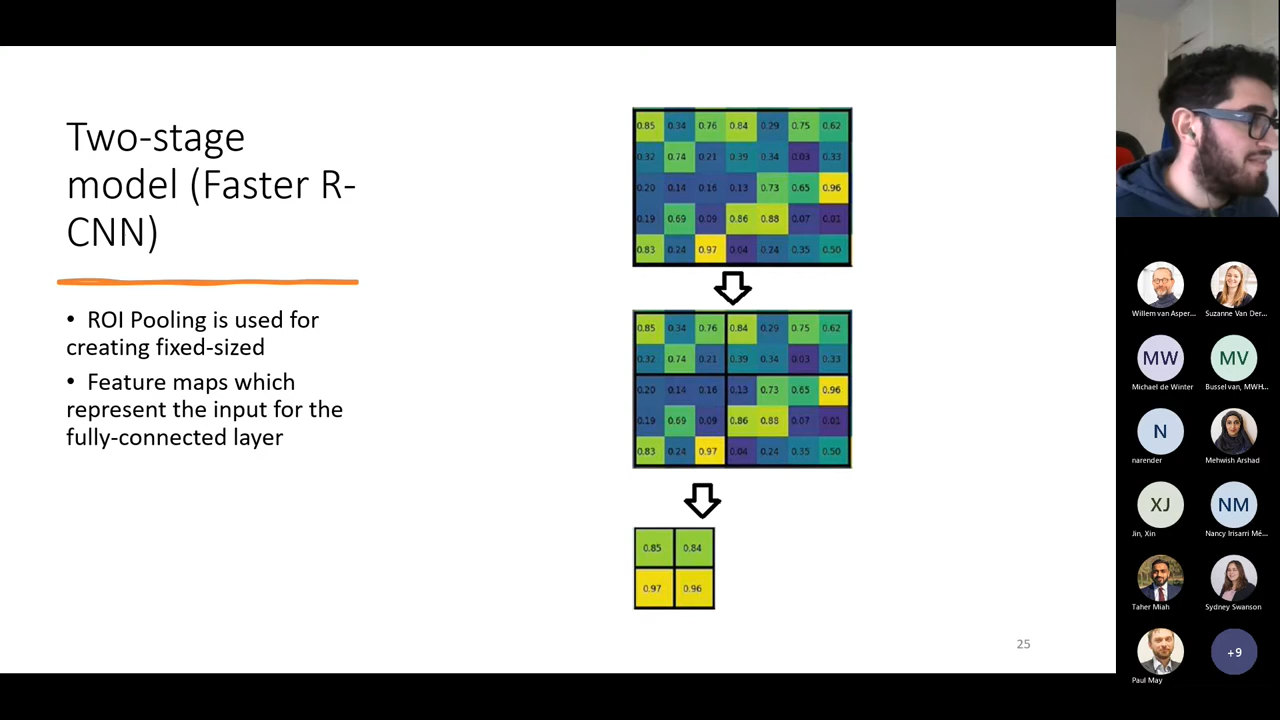 Two-stage
model (Faster R-
CNN)
• ROI Pooling is used for
creating fixed-sized
• Feature maps which
represent the input for the
fully-connected layer
0.85 0.34 0.76 0.84 0.29 0.75 0.62
0.32 0.74 0.21 0.39 0.34 0.03 0.33
0.20 0.14 0.16 0.13 0.73 0.65 0.96
0.19 0.69 0.09 0.86 0.88 0.07 0.01
0.83 0.24 0.97 0.04 0.24 0.35 0.50
0.85 0.34 0.76 0.84 0.29 0.75 0.62
0.32 0.74 0.21 0.39 0.34 0.03 0.33
0.20 0.14 0.16 0.13 0.73 0.65 0.96
0.19 0.69 0.09 0.86 0.88 0.07 0.01
0.83 0.24 0.97 0.04 0.24 0.35 0.50
0.85 0.84
0.97 0.96
25
Willem van Asper... Suzanne Van Der...
MW MV
Michael de Winter Bussel van, MWH...
N
narender Mehwish Arshad
XJ NM
Jin, Xin Nancy Irisarri Mé...
Taher Miah Sydney Swanson
+9
Paul May